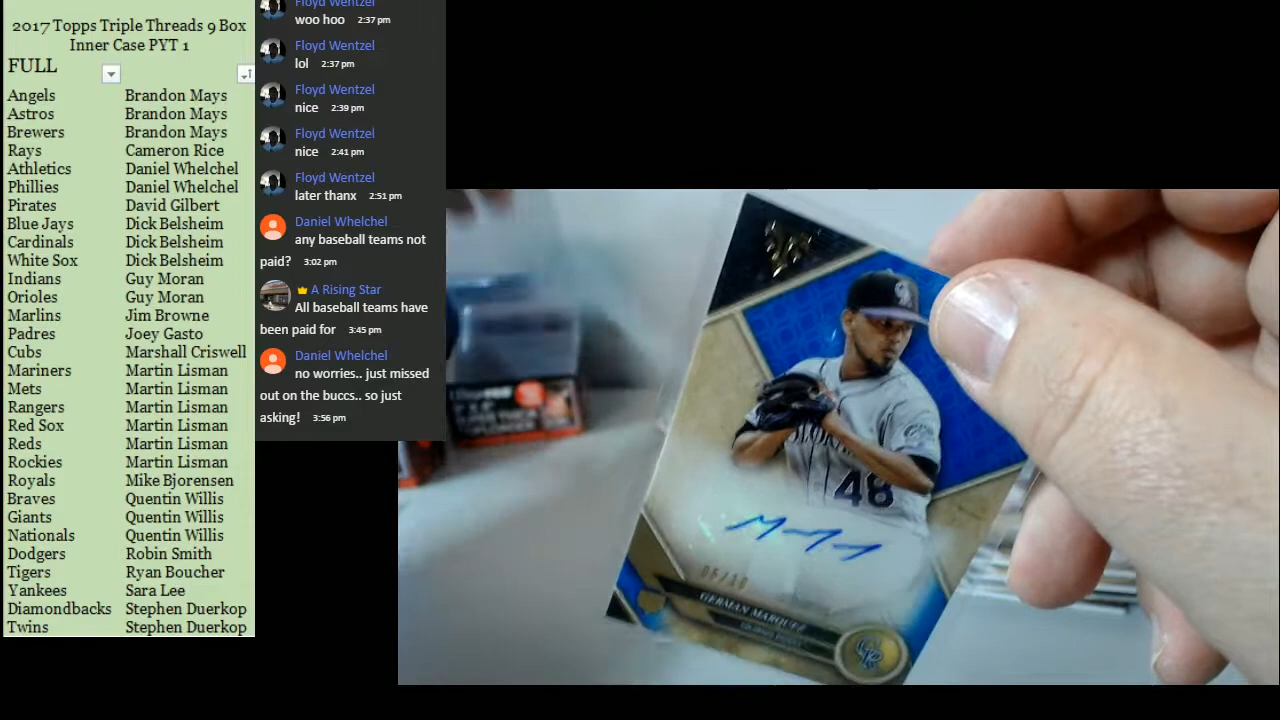 2017 Topps Triple Threads 9 Box
Inner Case PYT 1
FULL
Angels Brandon Mays
Astros Brandon Mays
Brewers Brandon Mays
Rays Cameron Rice
Athletics Daniel Whelchel
Phillies Daniel Whelchel
Pirates David Gilbert
Blue Jays Dick Belsheim
Cardinals Dick Belsheim
White Sox Dick Belsheim
Indians Guy Moran
Orioles Guy Moran
Marlins Jim Browne
Padres Joey Gasto
Cubs Marshall Criswell
Mariners Martin Lisman
Mets Martin Lisman
Rangers Martin Lisman
Red Sox Martin Lisman
Reds Martin Lisman
Rockies Martin Lisman
Royals Mike Bjorensen
Braves Quentin Willis
Giants Quentin Willis
Nationals Quentin Willis
Dodgers Robin Smith
Tigers Ryan Boucher
Yankees Sara Lee
Diamondbacks Stephen Duerkop
Twins Stephen Duerkop
Floyd Wentzel
woo hoo 2:37 pm
Floyd Wentzel
lol 2:37 pm
Floyd Wentzel
nice 2:39 pm
Floyd Wentzel
nice 2:41 pm
Floyd Wentzel
later thanx 2:51 pm
Daniel Whelchel
any baseball teams not
paid? 3:02 pm
A Rising Star
All baseball teams have
been paid for 3:45 pm
Daniel Whelchel
no worries.. just missed
out on the buccs.. so just
asking! 3:56 pm
48
05/10
GERMAN MARQUEZ
CR